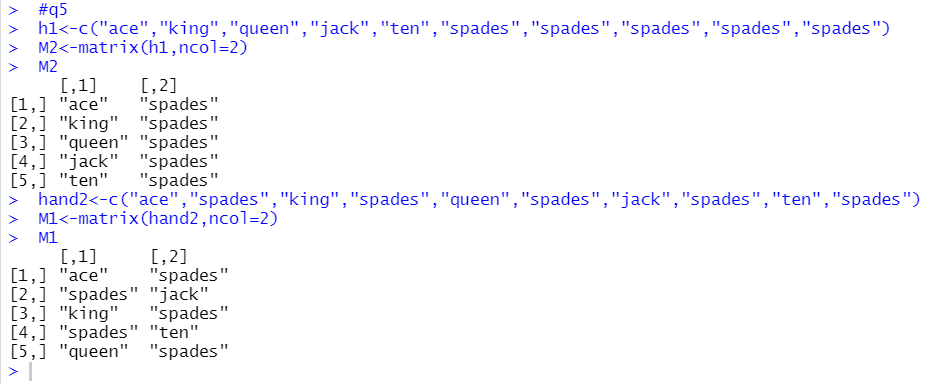 >  #q5
>  h1<-c("ace","king","queen","jack","ten","spades","spades","spades","spades","spades")
>  M2<-matrix(h1,ncol=2)
>  M2
     [,1]    [,2]
[1,] "ace"   "spades"
[2,] "king"  "spades"
[3,] "queen" "spades"
[4,] "jack"  "spades"
[5,] "ten"   "spades"
>  hand2<-c("ace","spades","king","spades","queen","spades","jack","spades","ten","spades")
>  M1<-matrix(hand2,ncol=2)
>  M1
     [,1]     [,2]
[1,] "ace"    "spades"
[2,] "spades" "jack"
[3,] "king"   "spades"
[4,] "spades" "ten"
[5,] "queen"  "spades"
>